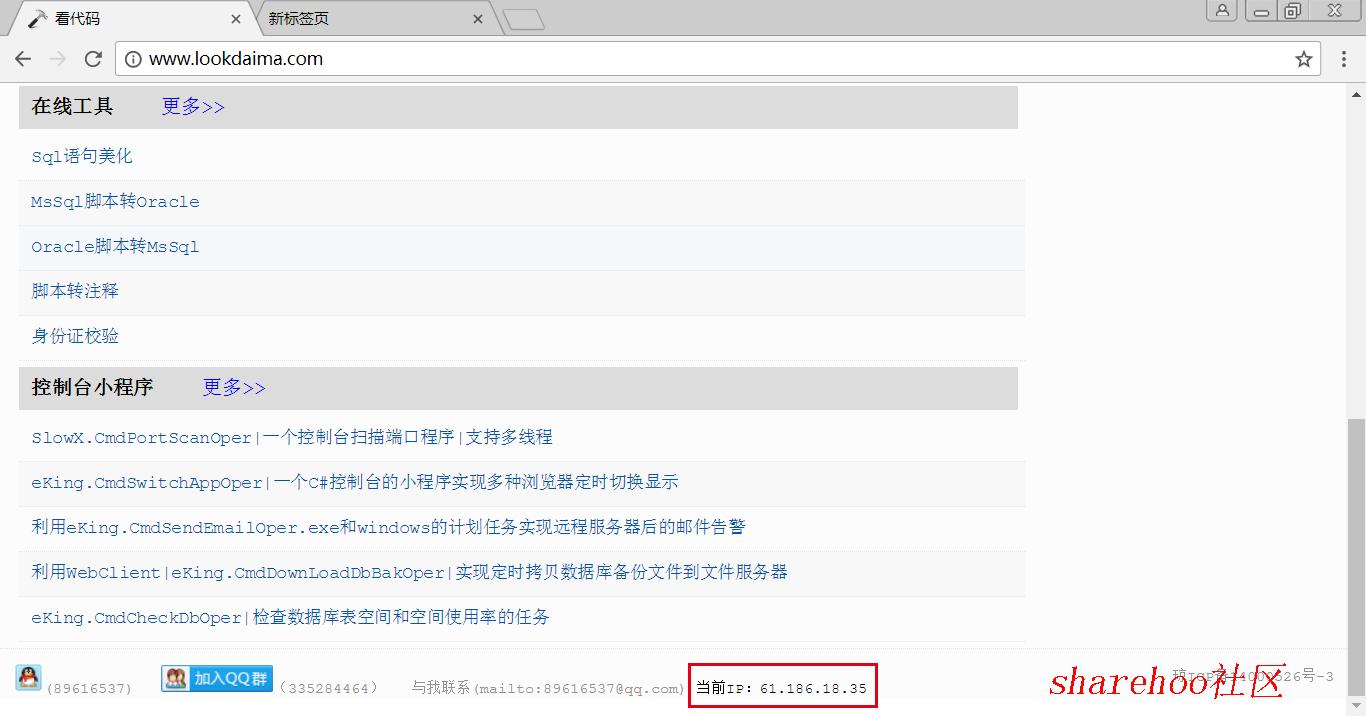 看代码
新标签页
www.lookdaima.com
在线工具 更多>>
Sql语句美化
MsSql脚本转Oracle
Oracle脚本转MsSql
脚本转注释
身份证校验
控制台小程序 更多>>
SlowX.CmdPortScanOper|一个控制台扫描端口程序|支持多线程
eKing.CmdSwitchAppOper|一个C#控制台的小程序实现多种浏览器定时切换显示
利用eKing.CmdSendEmailOper.exe和windows的计划任务实现远程服务器后的邮件告警
利用WebClient|eKing.CmdDownLoadDbBakOper|实现定时拷贝数据库备份文件到文件服务器
eKing.CmdCheckDbOper|检查数据库表空间和空间使用率的任务
(89616537) 加入QQ群 (335284464) 与我联系(mailto:89616537@qq.com) 当前IP: 61.186.18.35
sharehoo社区